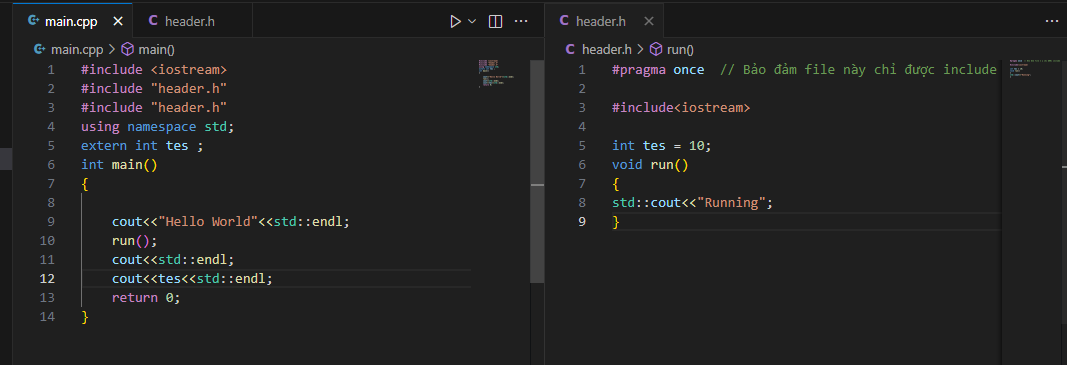 main.cpp
header.h
main.cpp > main()
1 #include <iostream>
2 #include "header.h"
3 #include "header.h"
4 using namespace std;
5 extern int tes ;
6 int main()
7 {
8
9 cout<<"Hello World"<<std::endl;
10 run();
11 cout<<std::endl;
12 cout<<tes<<std::endl;
13 return 0;
14 }
header.h
header.h > run()
1 #pragma once // Bảo đảm file này chỉ được include
2
3 #include<iostream>
4
5 int tes = 10;
6 void run()
7 {
8 std::cout<<"Running";
9 }